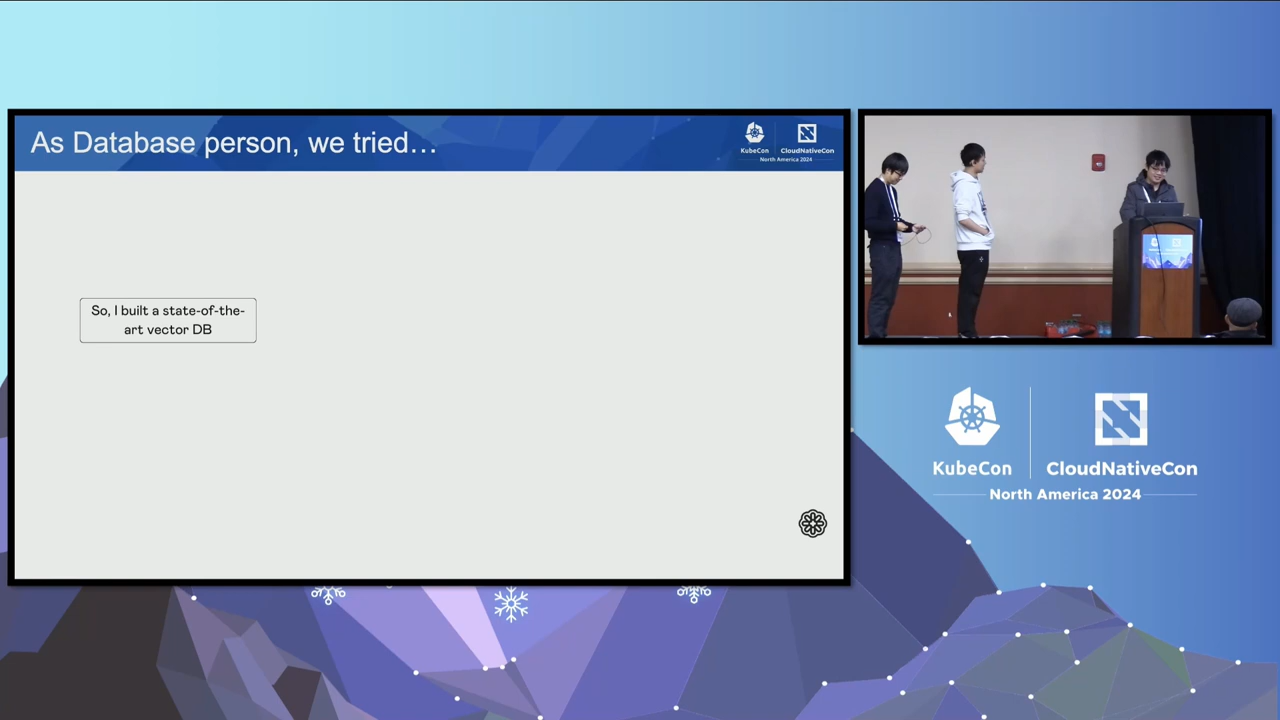 As Database person, we tried…
KubeCon
CloudNativeCon
North America 2024
So, I built a state-of-the-
art vector DB
KubeCon
CloudNativeCon
North America 2024